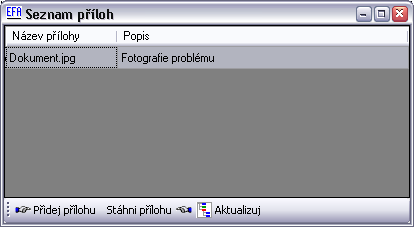 EFA Seznam příloh
Název přílohy Popis
Dokument.jpg Fotografie problému
Přidej přílohu Stáhni přílohu Aktualizuj